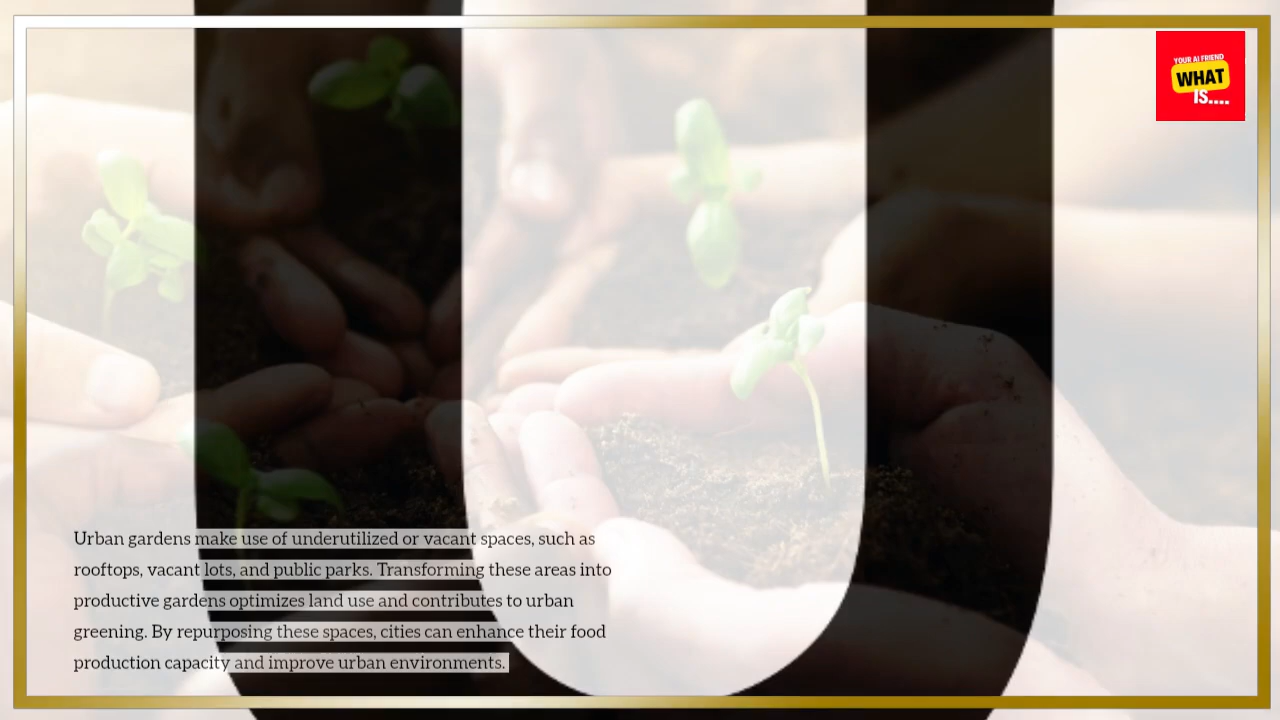 U
YOUR AI FRIEND
WHAT
IS....
Urban gardens make use of underutilized or vacant spaces, such as
rooftops, vacant lots, and public parks. Transforming these areas into
productive gardens optimizes land use and contributes to urban
greening. By repurposing these spaces, cities can enhance their food
production capacity and improve urban environments.